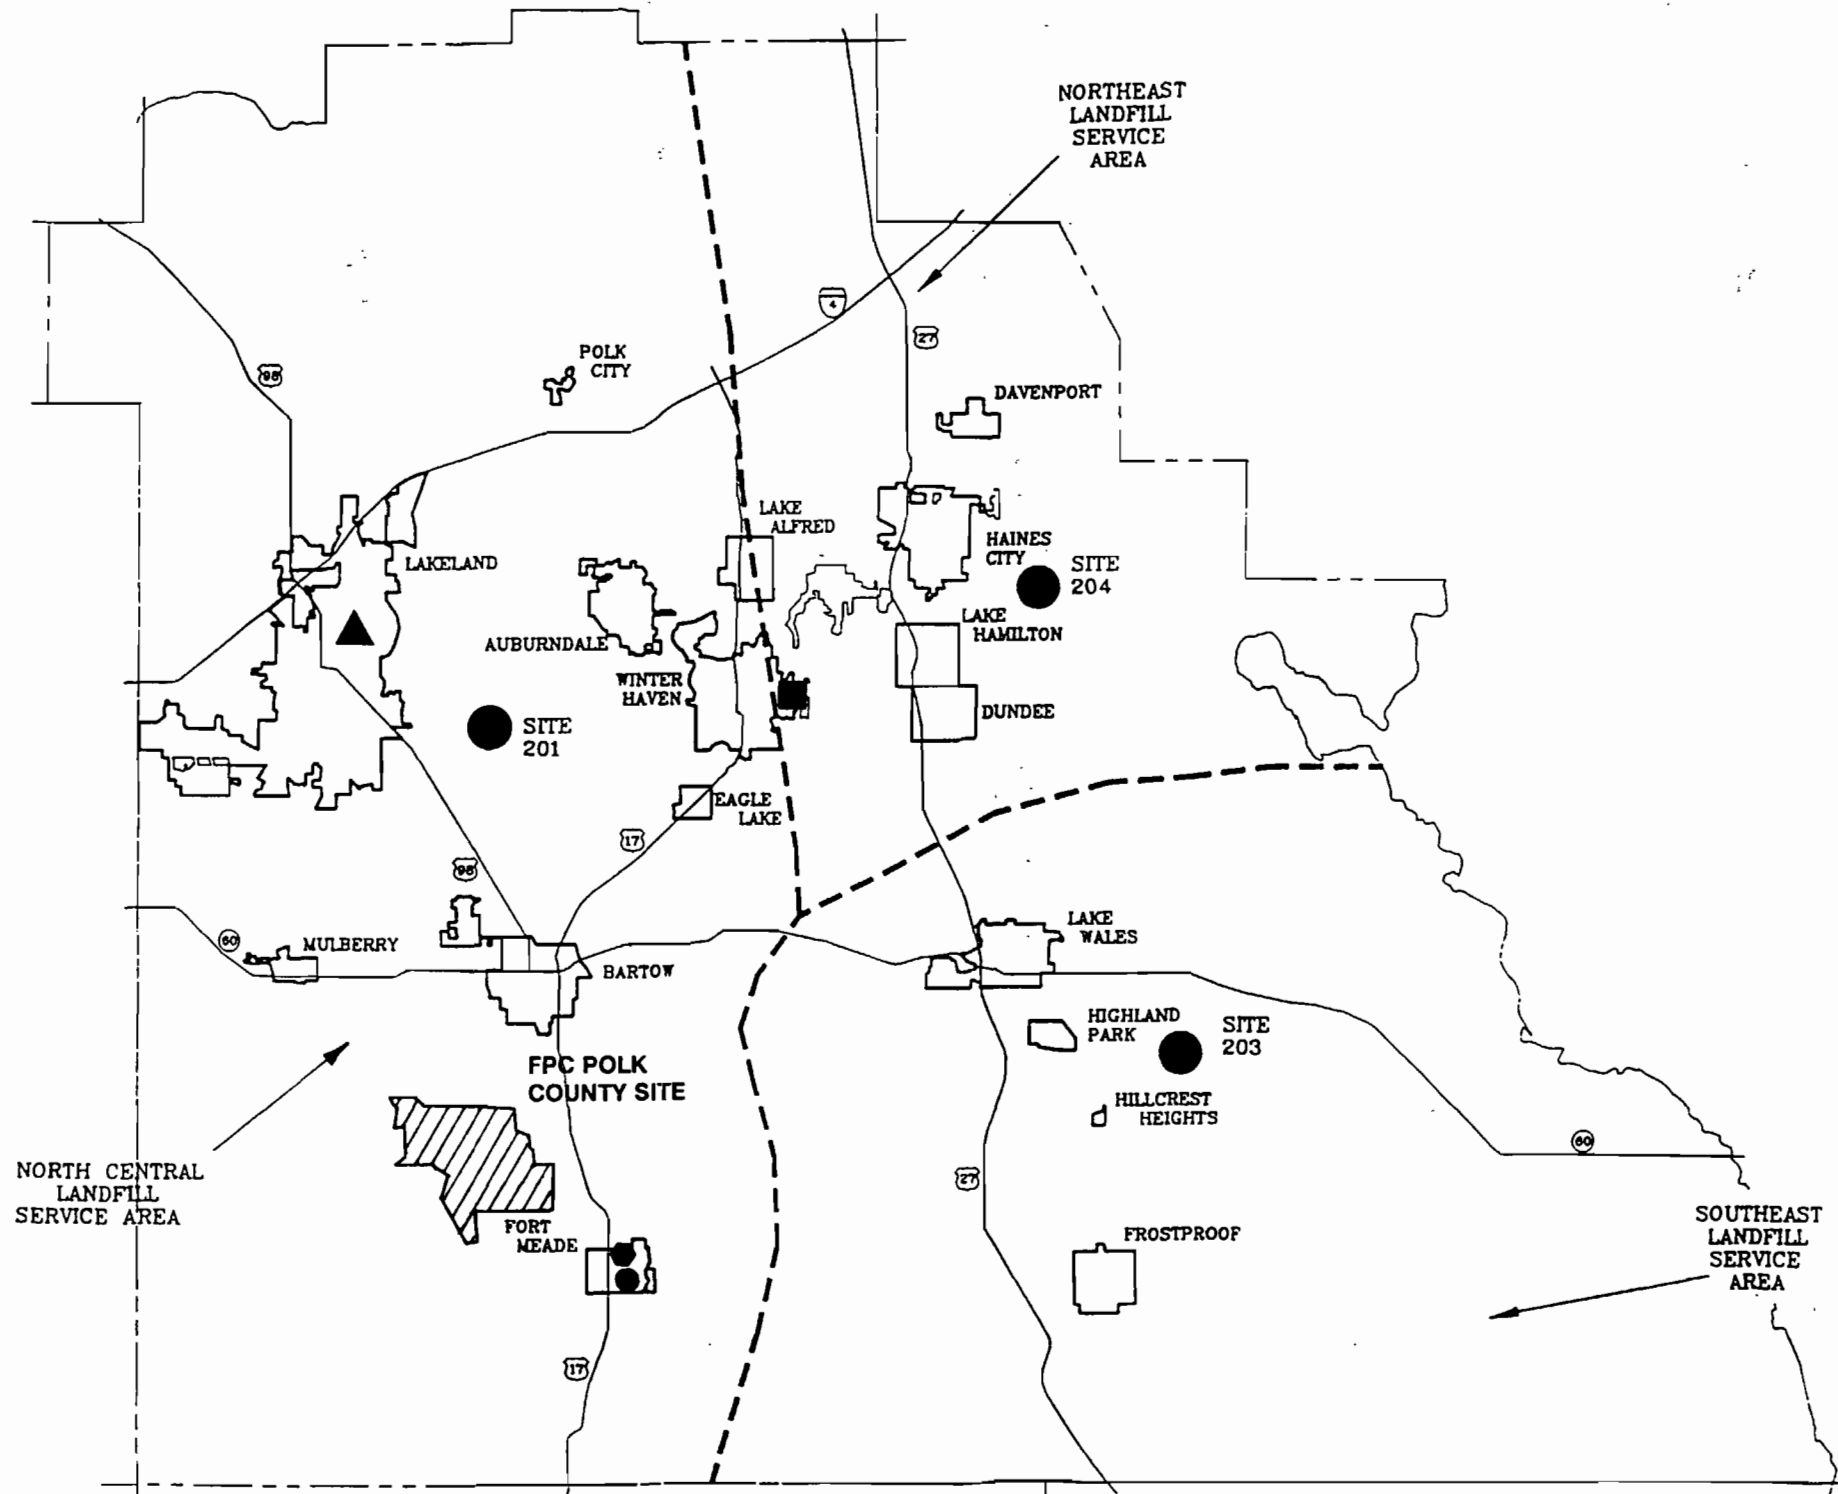 NORTHEAST
LANDFILL
SERVICE
AREA
4
27
POLK
CITY
98
DAVENPORT
LAKE
ALFRED
HAINES
CITY
LAKELAND
SITE
204
LAKE
HAMILTON
AUBURNDALE
WINTER
HAVEN
DUNDEE
SITE
201
EAGLE
LAKE
17
98
60
MULBERRY
BARTOW
LAKE
WALES
HIGHLAND
PARK
SITE
203
FPC POLK
COUNTY SITE
HILLCREST
HEIGHTS
60
NORTH CENTRAL
LANDFILL
SERVICE AREA
27
FORT
MEADE
FROSTPROOF
SOUTHEAST
LANDFILL
SERVICE
AREA
17